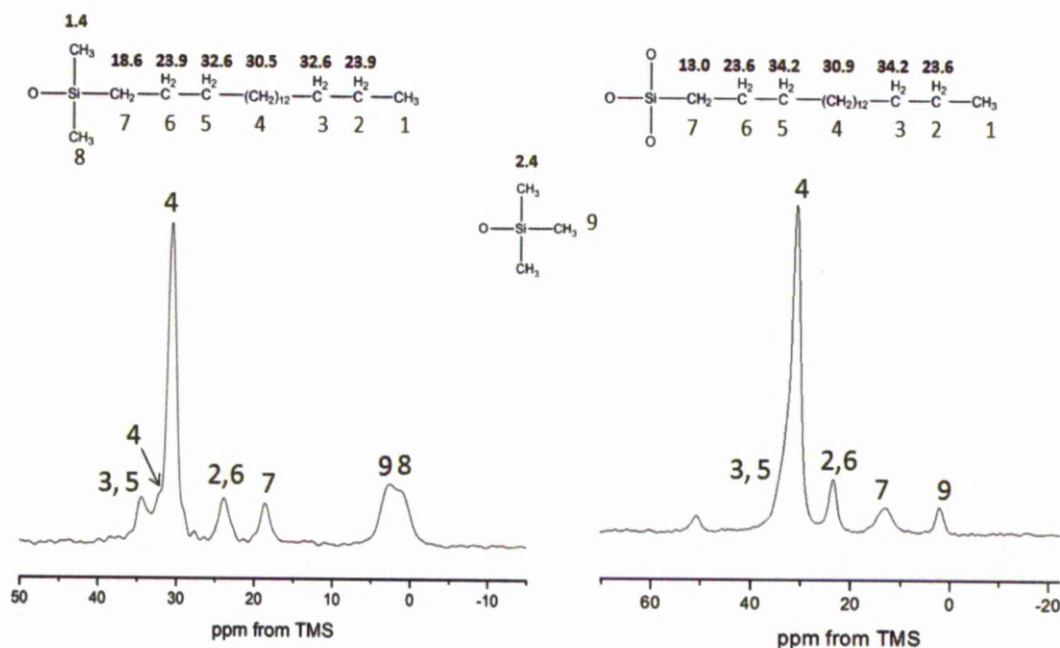 1.4
CH₃ 18.6 23.9 32.6 30.5 32.6 23.9
H₂ H₂ H₂ H₂
O—Si—CH₂—C—C—(CH₂)₁₂—C—C—CH₃
7 6 5 4 3 2 1
CH₃
8
13.0 23.6 34.2 30.9 34.2 23.6
O H₂ H₂ H₂ H₂
O—Si—CH₂—C—C—(CH₂)₁₂—C—C—CH₃
O 7 6 5 4 3 2 1
2.4
CH₃
O—Si—CH₃ 9
CH₃
4
4
3, 5
2,6
7
9 8
50 40 30 20 10 0 -10
ppm from TMS
4
3, 5
2,6
7
9
60 40 20 0 -20
ppm from TMS